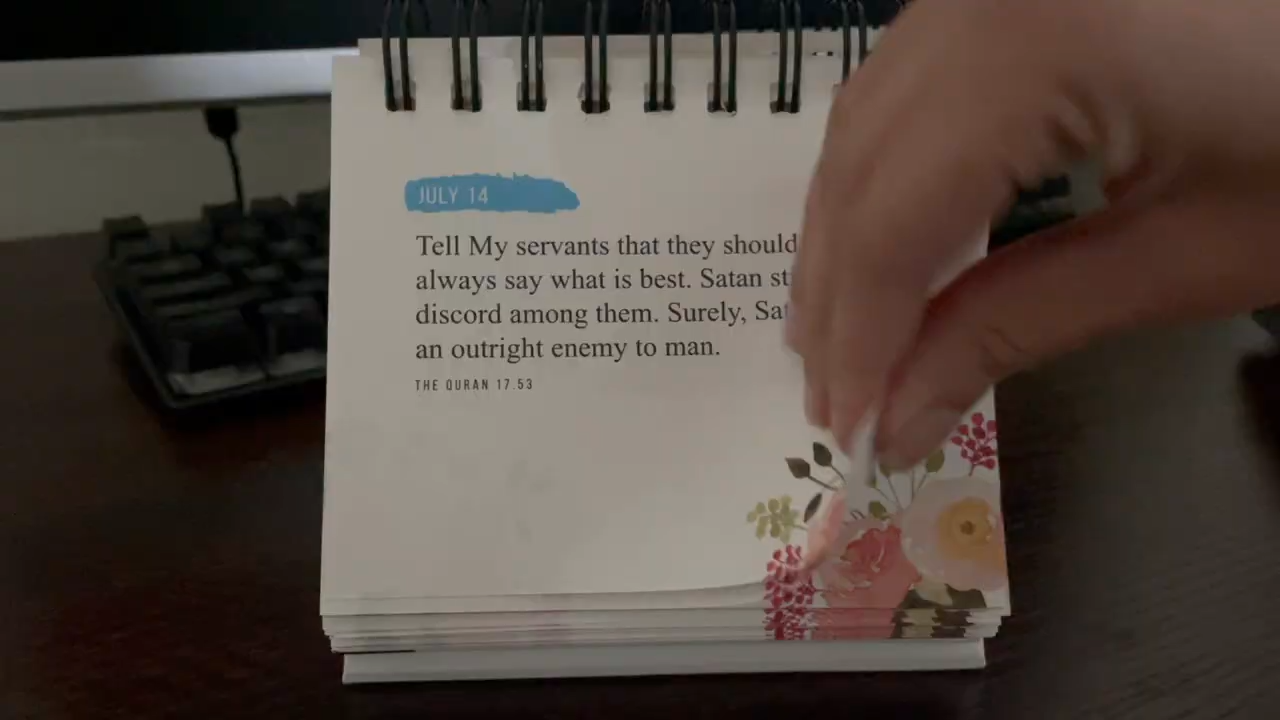 JULY 14
Tell My servants that they should
always say what is best. Satan
discord among them. Surely,
an outright enemy to man.
THE QURAN 17.53